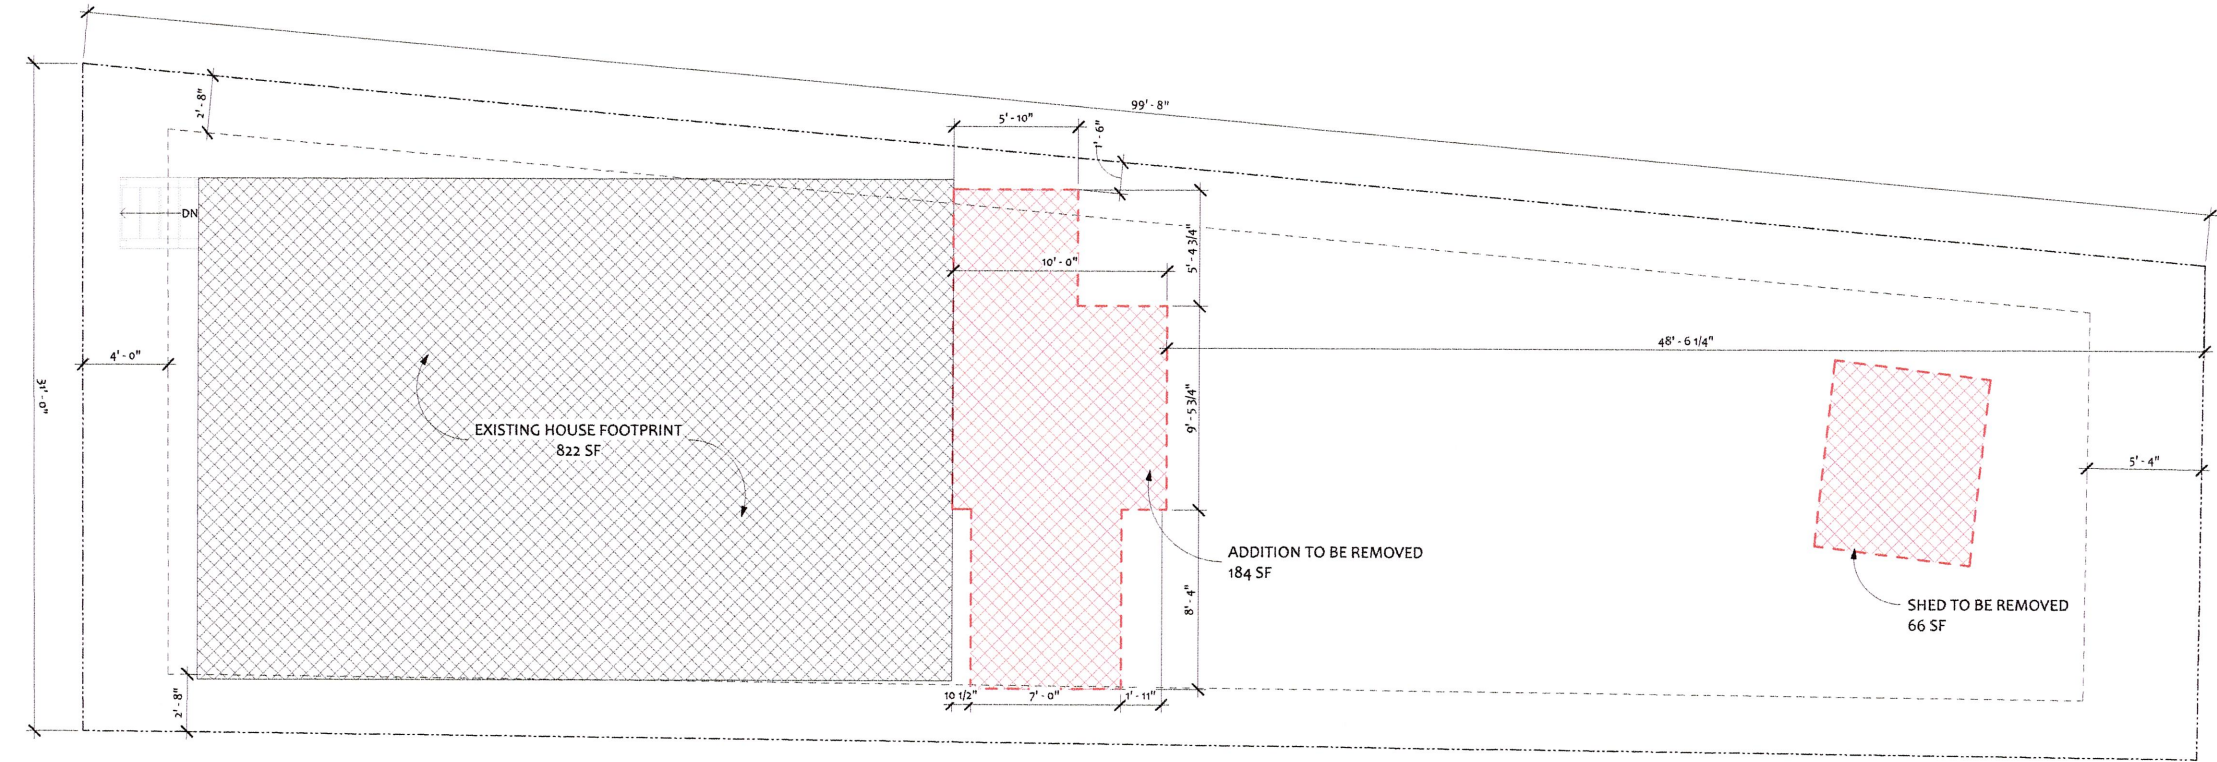 99' - 8"
2' - 8"
5' - 10"
1' - 6"
DN
5' - 4 3/4"
10' - 0"
48' - 6 1/4"
4' - 0"
31' - 0"
9' - 5 3/4"
EXISTING HOUSE FOOTPRINT
822 SF
5' - 4"
ADDITION TO BE REMOVED
184 SF
8' - 4"
SHED TO BE REMOVED
66 SF
2' - 8"
10 1/2"
7' - 0"
1' - 11"